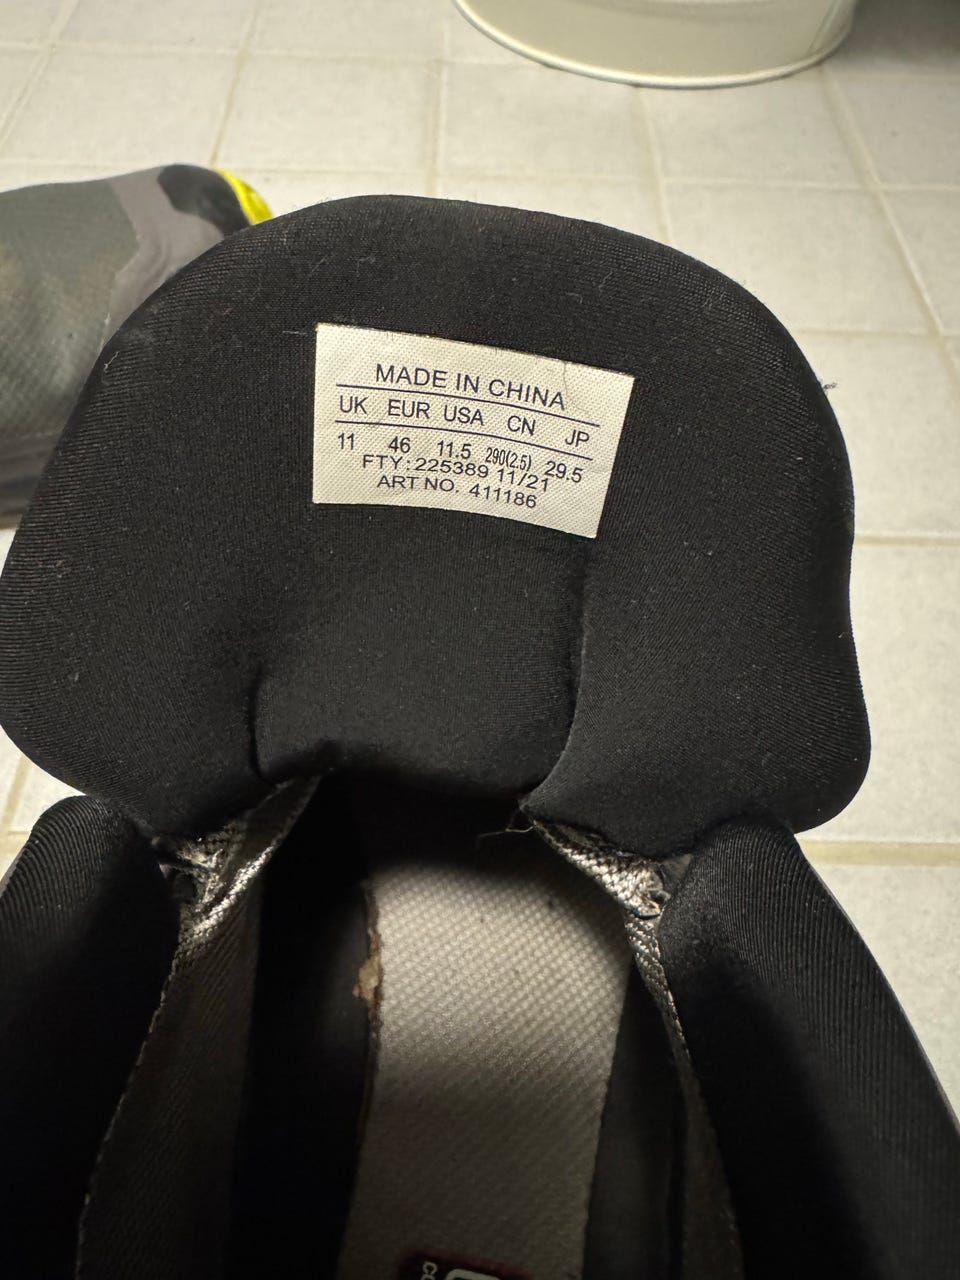 MADE IN CHINA
UK EUR USA CN JP
11 46 11.5 290(2.5) 29.5
FTY: 225389 11/21
ART NO. 411186